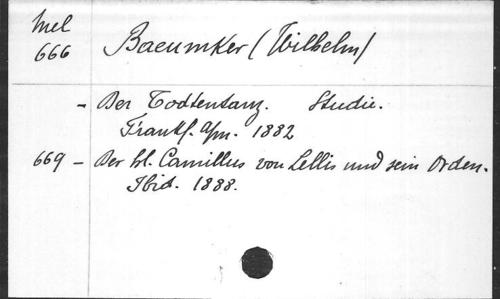 Mel
666 Baeumker (Wilhelm)
- Der Todtentanz. Studie.
Frankf. a/m. 1882
669 - Der hl. Camillus von Lellis und sein Orden.
Ibid. 1888.